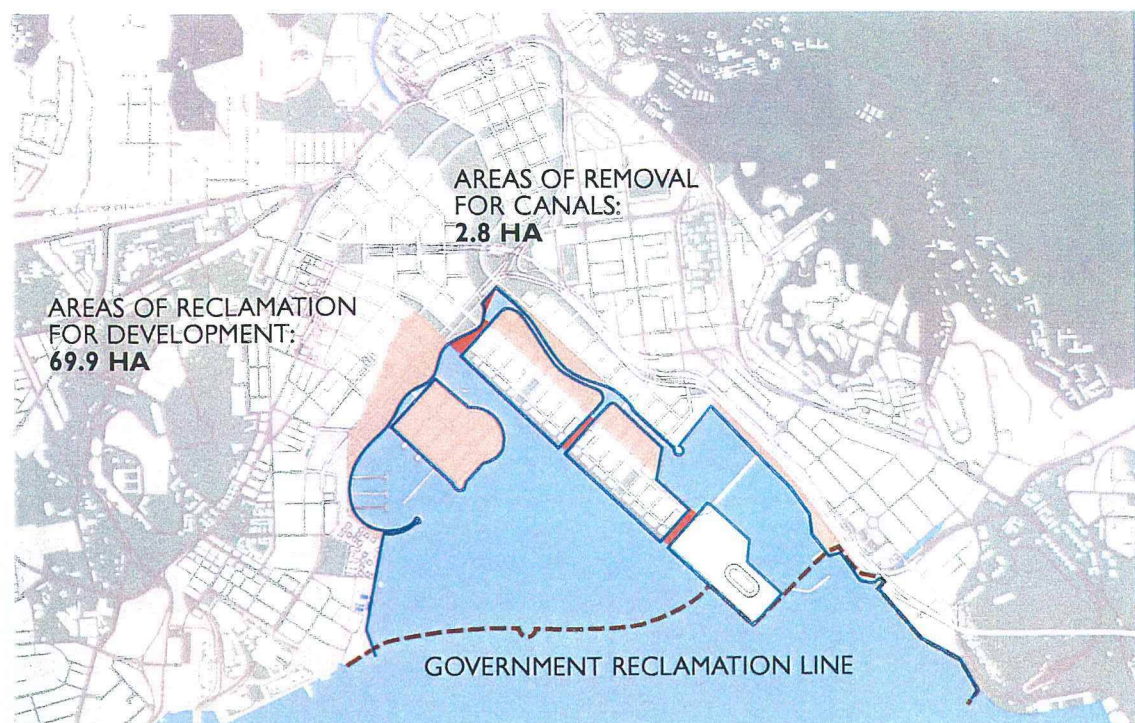 AREAS OF REMOVAL
FOR CANALS:
2.8 HA
AREAS OF RECLAMATION
FOR DEVELOPMENT:
69.9 HA
GOVERNMENT RECLAMATION LINE